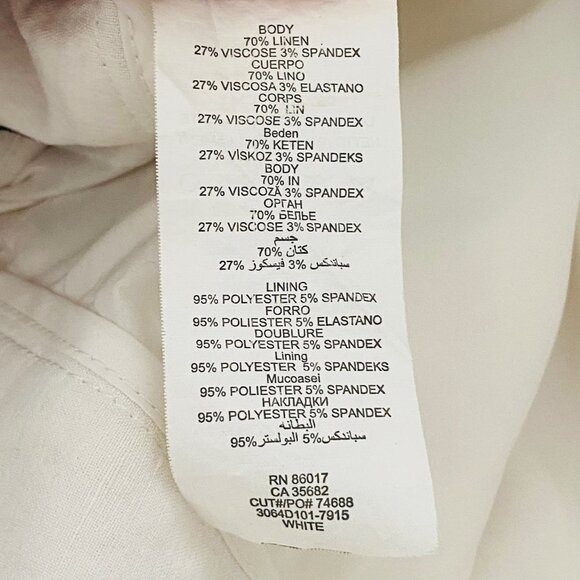 BODY
70% LINEN
27% VISCOSE 3% SPANDEX
CUERPO
70% LINO
27% VISCOSA 3% ELASTANO
CORPS
70% LIN
27% VISCOSE 3% SPANDEX
Beden
70% KETEN
27% VİSKOZ 3% SPANDEKS
BODY
70% IN
27% VISCOZĂ 3% SPANDEX
ОРГАН
70% БЕЛЬЕ
27% VISCOSE 3% SPANDEX
جسم
70% كتان
27% فيسكوز 3% سباندكس
LINING
95% POLYESTER 5% SPANDEX
FORRO
95% POLIESTER 5% ELASTANO
DOUBLURE
95% POLYESTER 5% SPANDEX
Lining
95% POLYESTER 5% SPANDEKS
Mucoasei
95% POLIESTER 5% SPANDEX
НАКЛАДКИ
95% POLYESTER 5% SPANDEX
البطانه
95% البولستر 5% سباندكس
RN 86017
CA 35682
CUT#/PO# 74688
3064D101-7915
WHITE